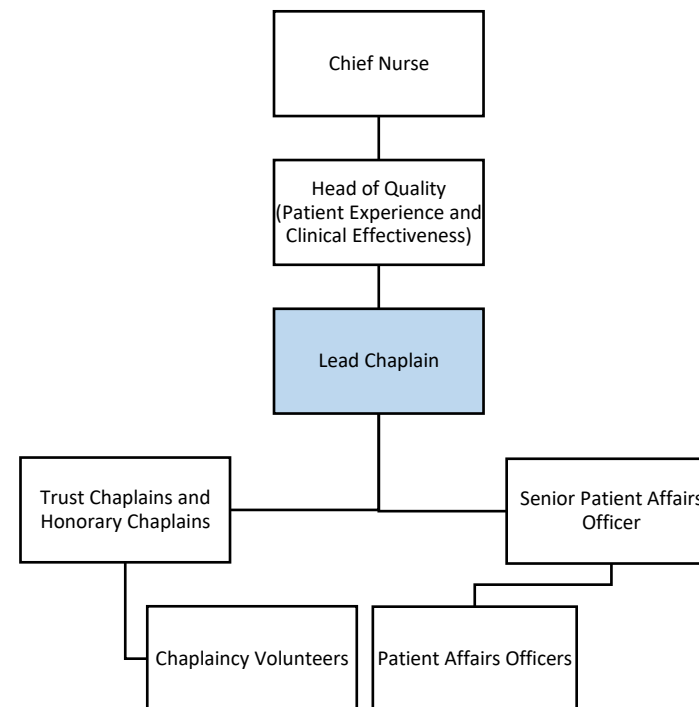 Chief Nurse
Head of Quality
(Patient Experience and
Clinical Effectiveness)
Lead Chaplain
Trust Chaplains and
Honorary Chaplains
Senior Patient Affairs
Officer
Chaplaincy Volunteers
Patient Affairs Officers